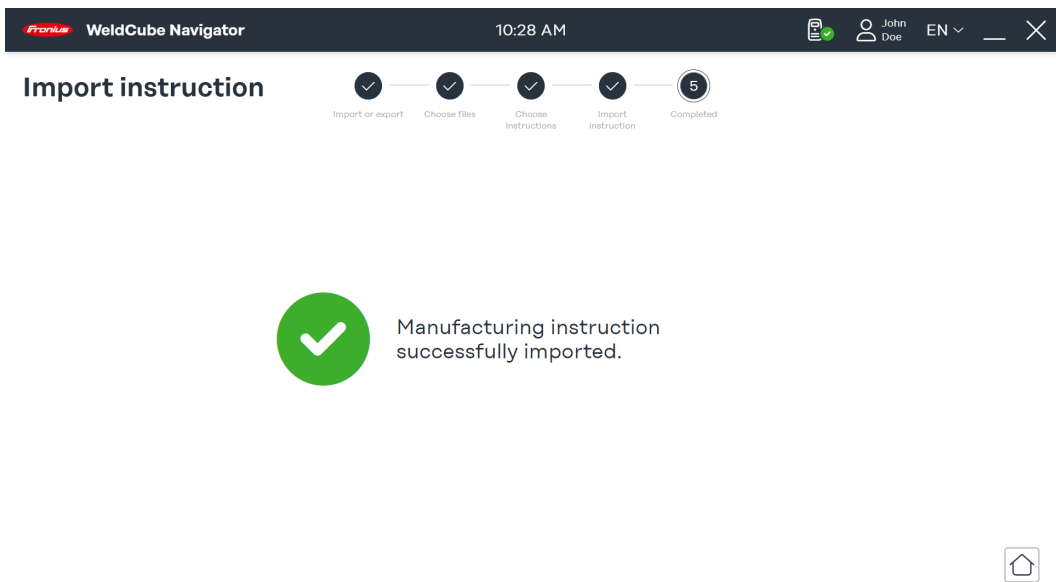 Fronius WeldCube Navigator 10:28 AM John Doe EN
Import instruction
Import or export
Choose files
Choose
instructions
Import
instruction
5
Completed
Manufacturing instruction
successfully imported.